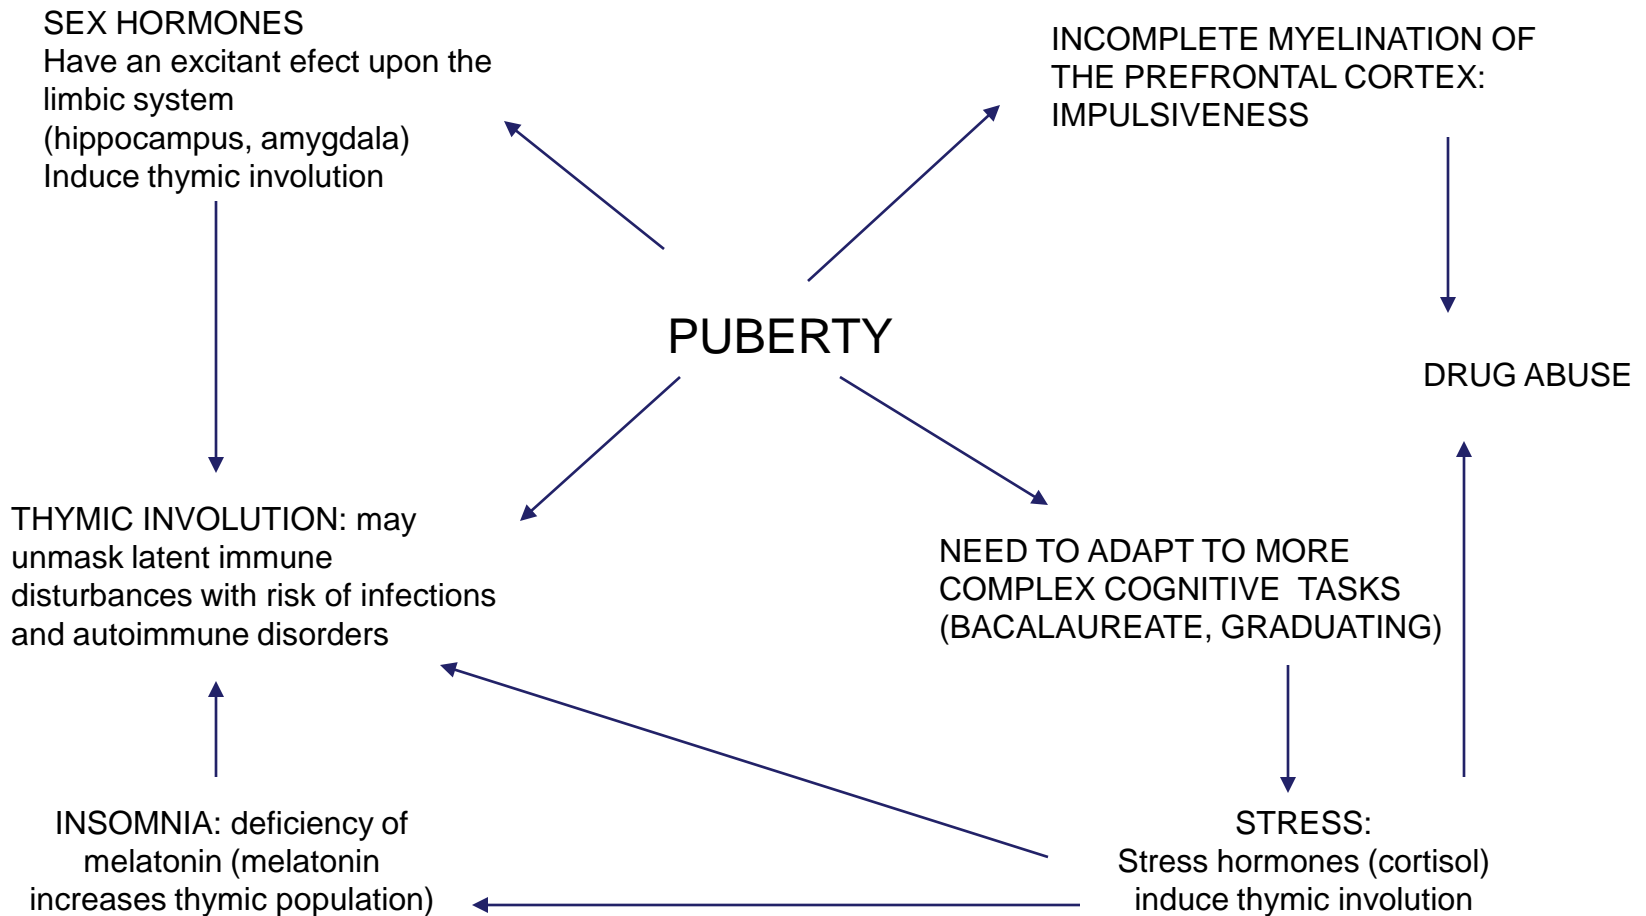 SEX HORMONES
Have an excitant efect upon the
limbic system
(hippocampus, amygdala)
Induce thymic involution
INCOMPLETE MYELINATION OF
THE PREFRONTAL CORTEX:
IMPULSIVENESS
PUBERTY
DRUG ABUSE
THYMIC INVOLUTION: may
unmask latent immune
disturbances with risk of infections
and autoimmune disorders
NEED TO ADAPT TO MORE
COMPLEX COGNITIVE  TASKS
(BACALAUREATE, GRADUATING)
INSOMNIA: deficiency of
melatonin (melatonin
increases thymic population)
STRESS:
Stress hormones (cortisol)
induce thymic involution